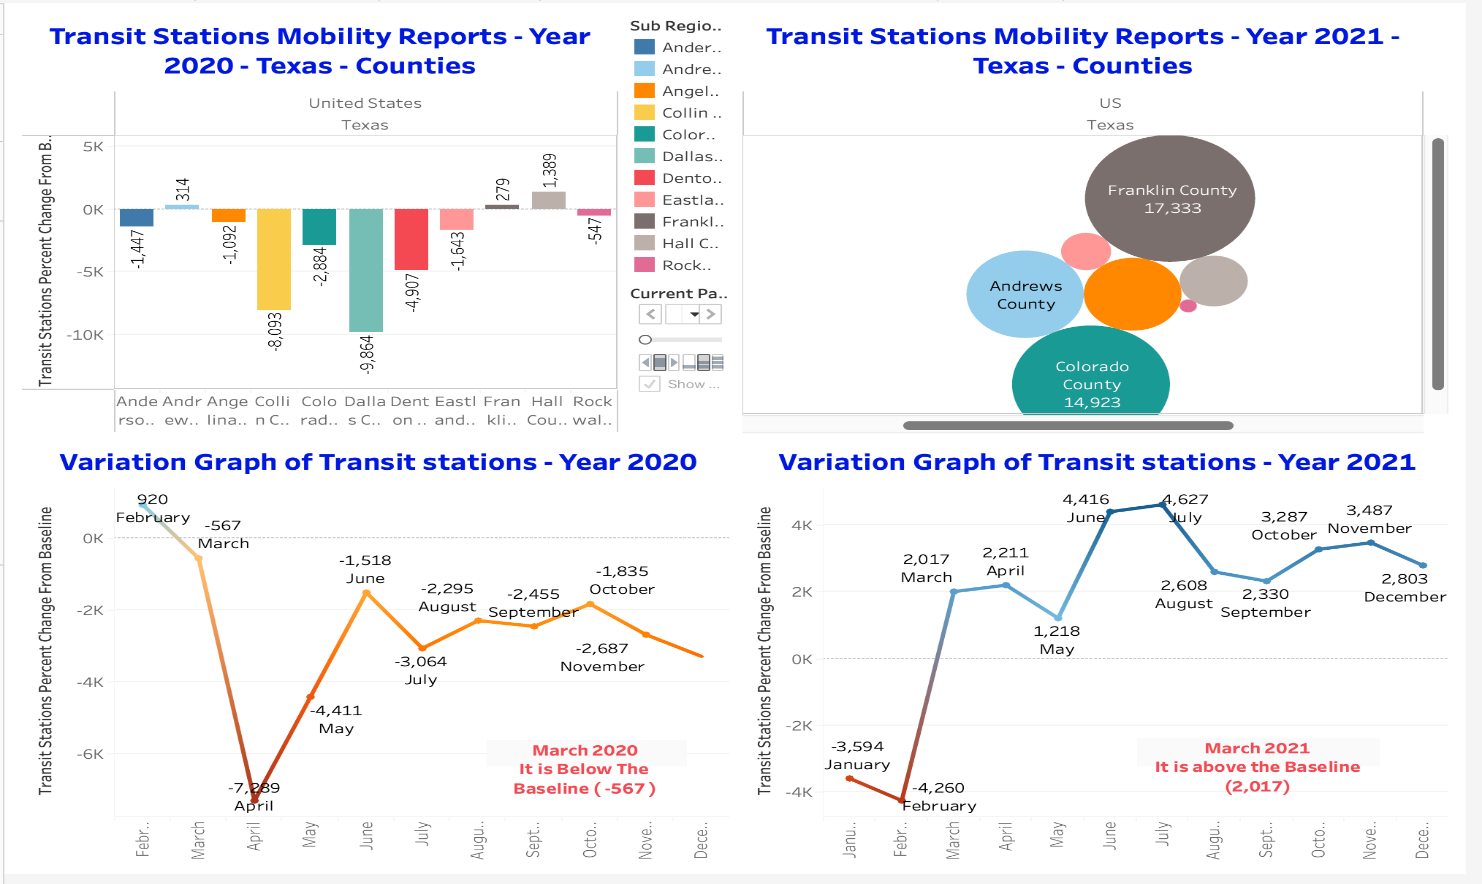 Transit Stations Mobility Reports - Year
2020 - Texas - Counties
United States
Texas
Transit Stations Percent Change From B..
5K
0K
-5K
-10K
-1,447
314
-1,092
-8,093
-2,884
-9,864
-4,907
-1,643
279
1,389
-547
Ande
rso..
Andr
ew..
Ange
lina..
Colli
n C..
Colo
rad..
Dalla
s C..
Dent
on ..
Eastl
and..
Fran
kli..
Hall
Cou..
Rock
wal..
Sub Regio..
Ander..
Andre..
Angel..
Collin ..
Color..
Dallas..
Dento..
Eastla..
Frankl..
Hall C..
Rock..
Current Pa..
Show ...
Transit Stations Mobility Reports - Year 2021 -
Texas - Counties
US
Texas
Franklin County
17,333
Andrews
County
Colorado
County
14,923
Variation Graph of Transit stations - Year 2020
Transit Stations Percent Change From Baseline
0K
-2K
-4K
-6K
920
February
-567
March
-7,289
April
-4,411
May
-1,518
June
-3,064
July
-2,295
August
-2,455
September
-1,835
October
-2,687
November
March 2020
It is Below The
Baseline ( -567 )
Febr..
March
April
May
June
July
Augu..
Sept..
Octo..
Nove..
Dece..
Variation Graph of Transit stations - Year 2021
Transit Stations Percent Change From Baseline
4K
2K
0K
-2K
-4K
-3,594
January
-4,260
February
2,017
March
2,211
April
1,218
May
4,416
June
4,627
July
2,608
August
2,330
September
3,287
October
3,487
November
2,803
December
March 2021
It is above the Baseline
(2,017)
Janu..
Febr..
March
April
May
June
July
Augu..
Sept..
Octo..
Nove..
Dece..